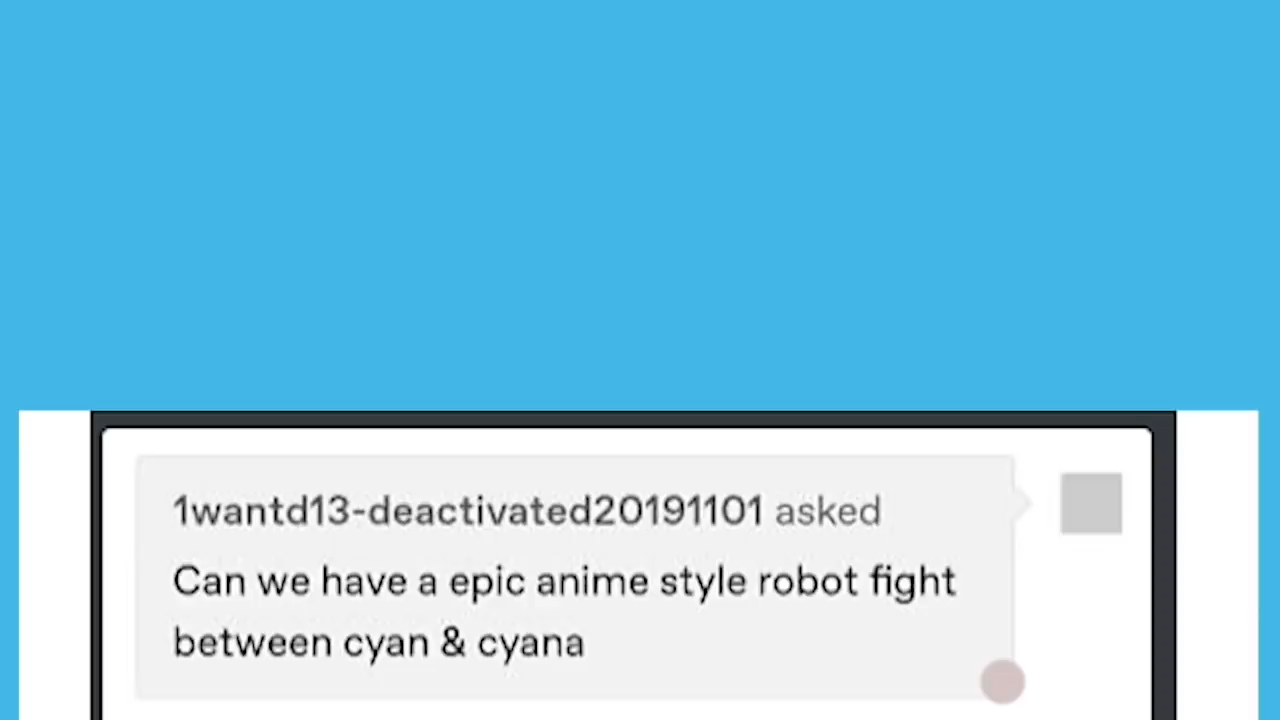 1wantd13-deactivated20191101 asked
Can we have a epic anime style robot fight
between cyan & cyana